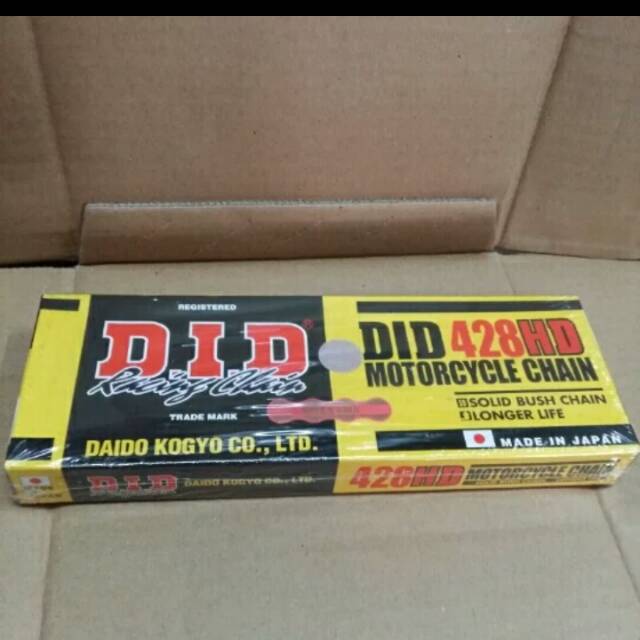 REGISTERED
D.I.D®
Racing Chain
TRADE MARK
DAIDO KOGYO CO., LTD.
DID 428HD
MOTORCYCLE CHAIN
SOLID BUSH CHAIN
LONGER LIFE
MADE IN JAPAN
JAPAN
D.I.D
DAIDO KOGYO CO., LTD.
428HD
MOTORCYCLE CHAIN